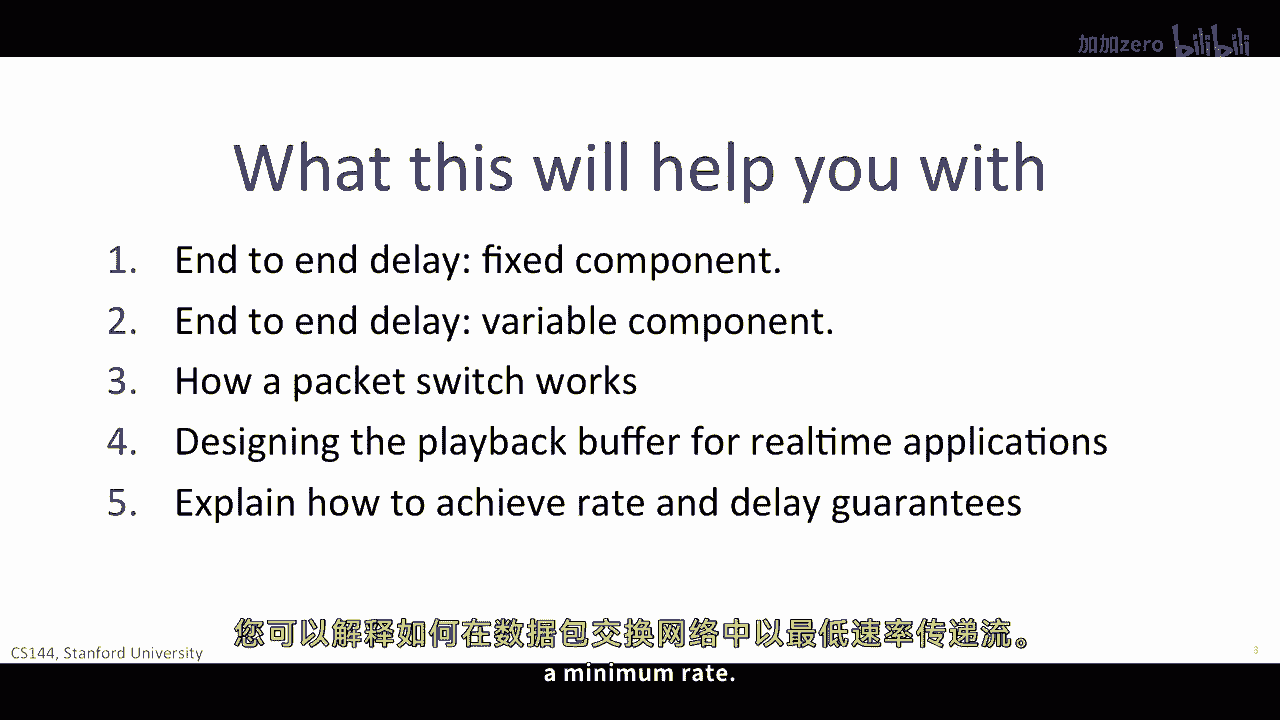 加加zero bilibili
What this will help you with
1. End to end delay: fixed component.
2. End to end delay: variable component.
3. How a packet switch works
4. Designing the playback buffer for realtime applications
5. Explain how to achieve rate and delay guarantees
您可以解释如何在数据包交换网络中以最低速率传递流。
CS144, Stanford University
3
a minimum rate.